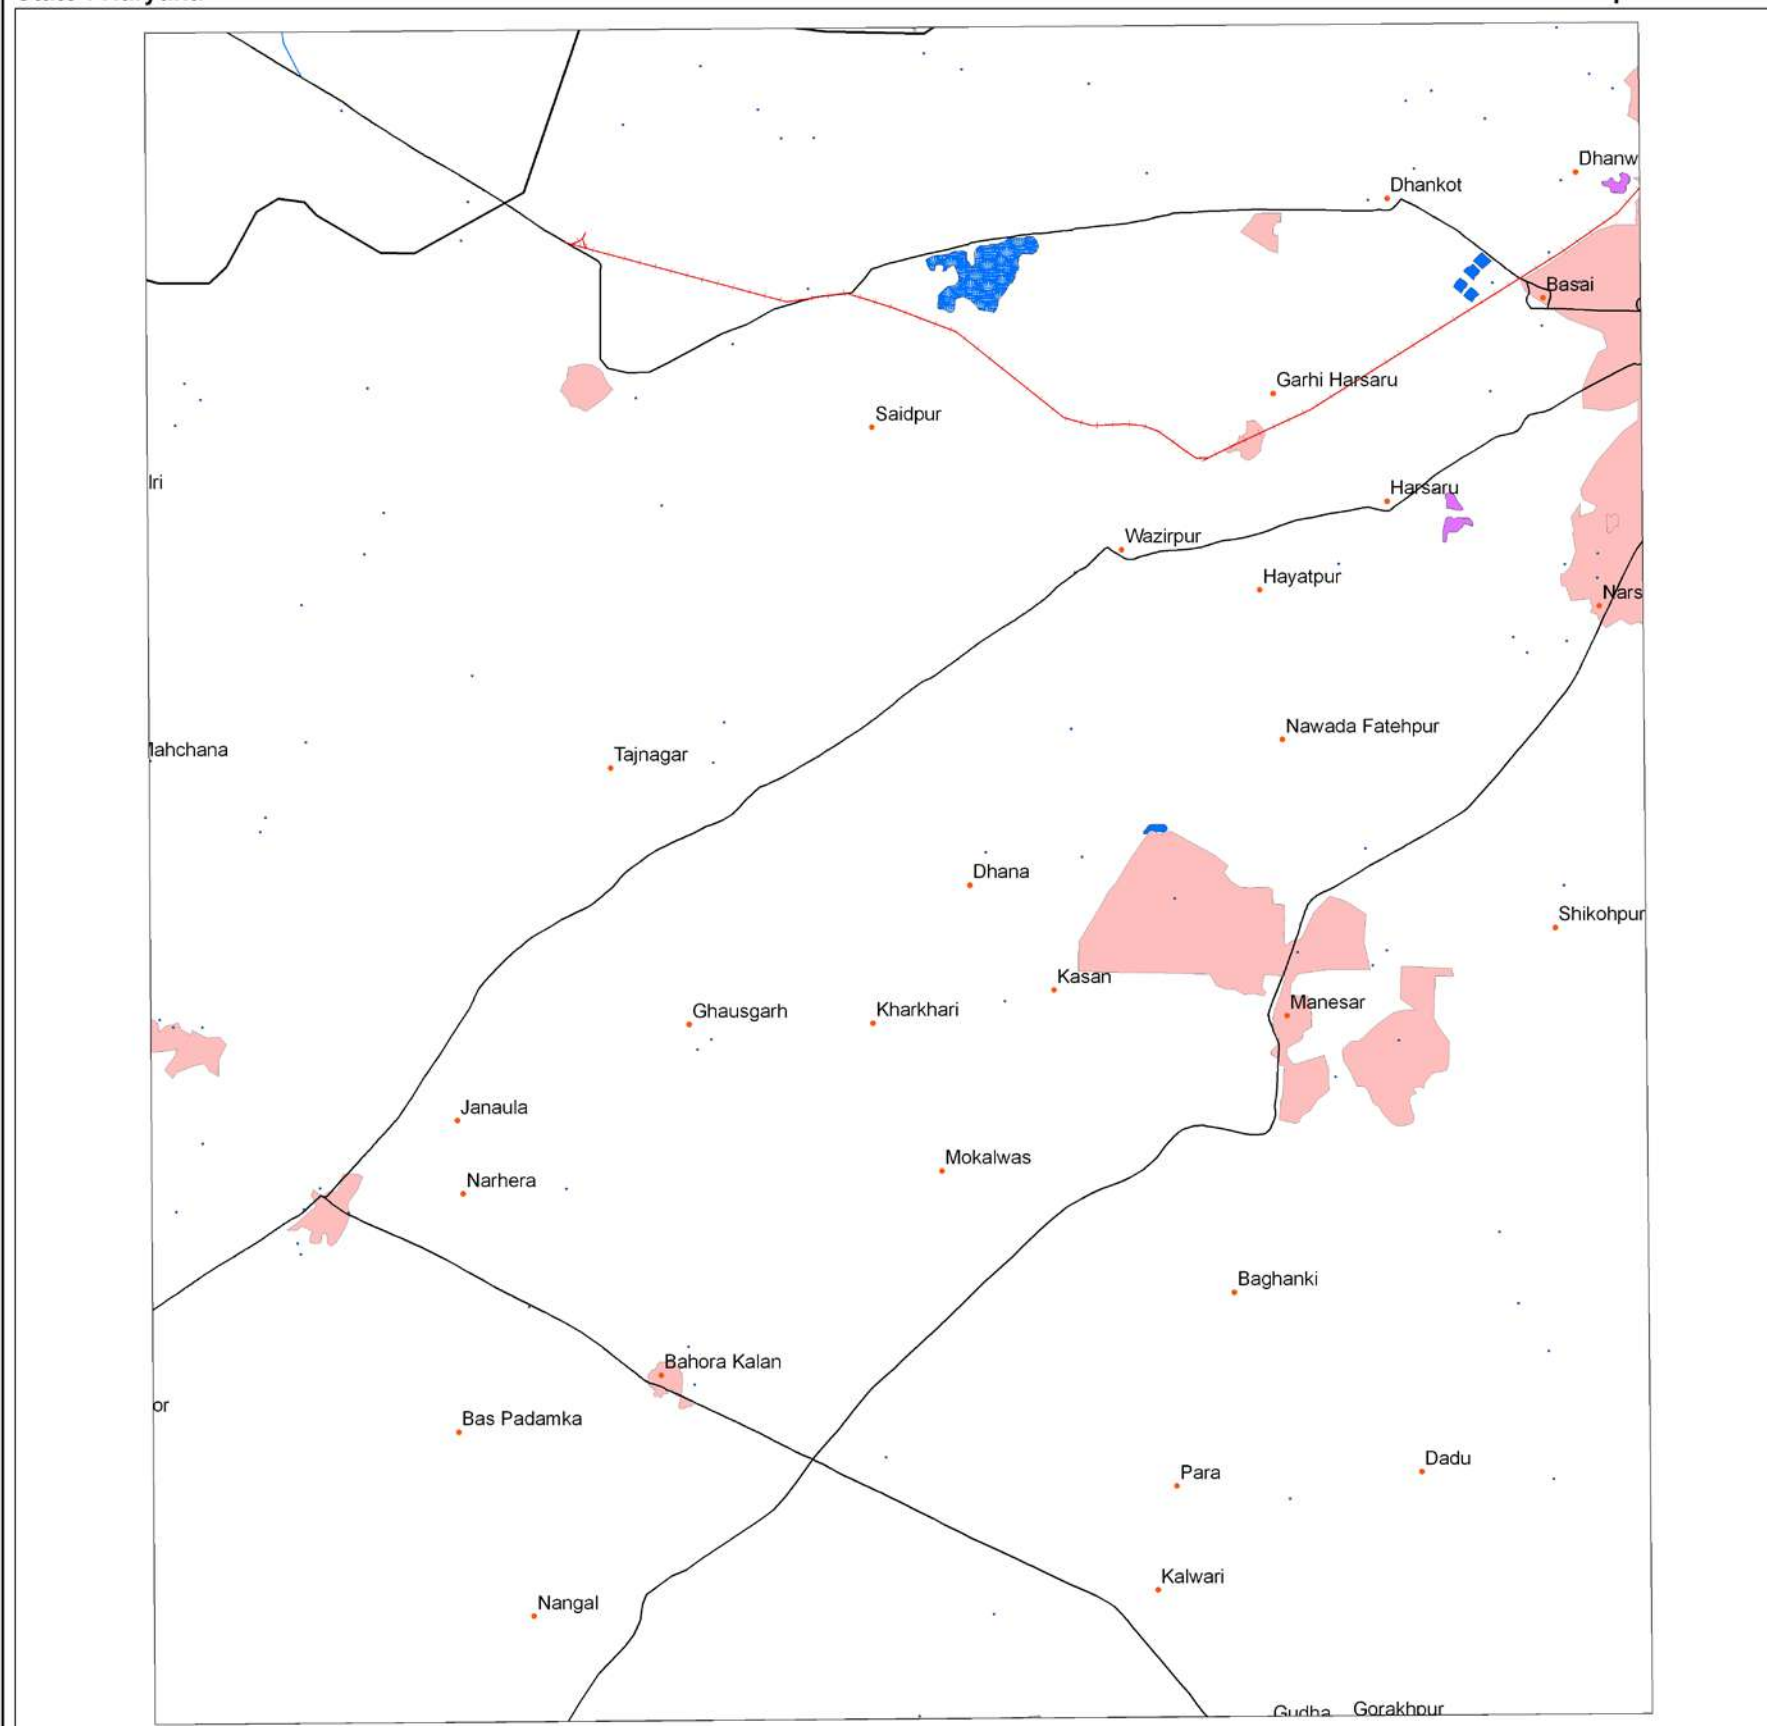 Dhanw
Dhankot
Basai
Garhi Harsaru
Saidpur
lri
Harsaru
Wazirpur
Hayatpur
Nars
Nawada Fatehpur
lahchana
Tajnagar
Dhana
Shikohpur
Kasan
Manesar
Ghausgarh
Kharkhari
Janaula
Mokalwas
Narhera
Baghanki
Bahora Kalan
or
Bas Padamka
Dadu
Para
Kalwari
Nangal
Gudha
Gorakhpur